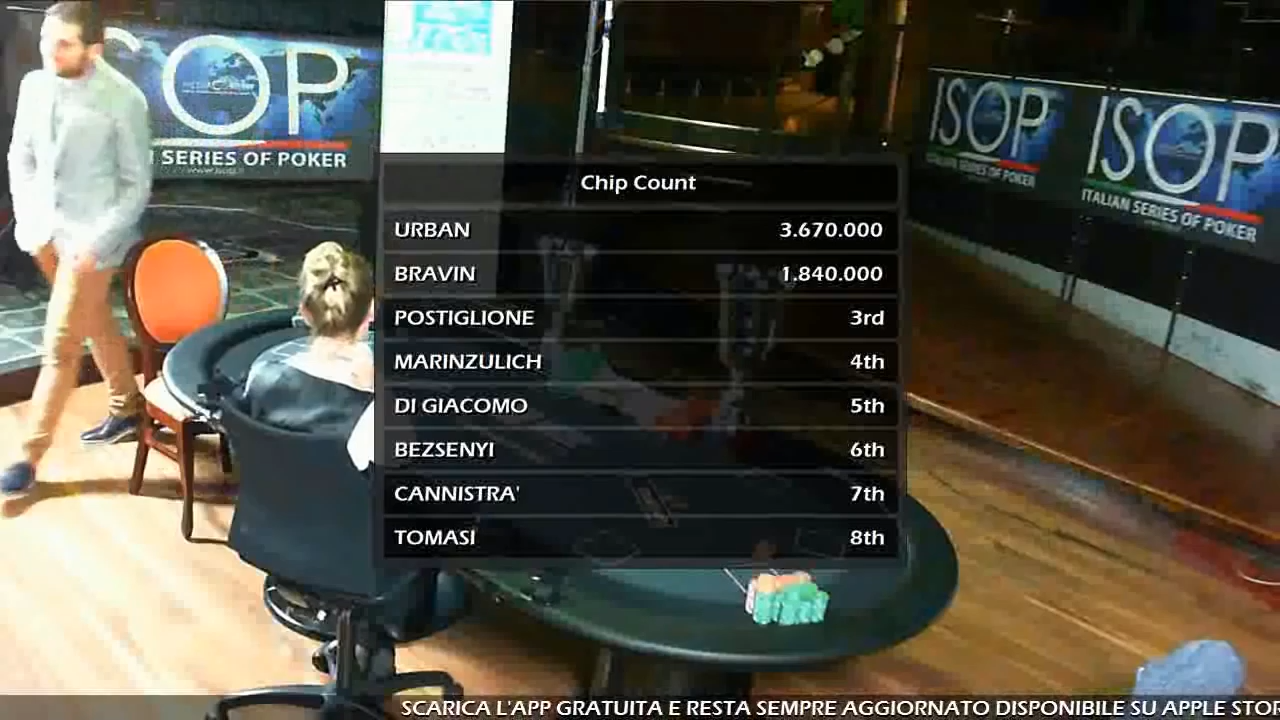 ISOP
SERIES OF POKER
ISOP
ITALIAN SERIES OF POKER
ISOP
ITALIAN SERIES OF POKER
Chip Count
URBAN 3.670.000
BRAVIN 1.840.000
POSTIGLIONE 3rd
MARINZULICH 4th
DI GIACOMO 5th
BEZSENYI 6th
CANNISTRA' 7th
TOMASI 8th
SCARICA L'APP GRATUITA E RESTA SEMPRE AGGIORNATO DISPONIBILE SU APPLE STOR